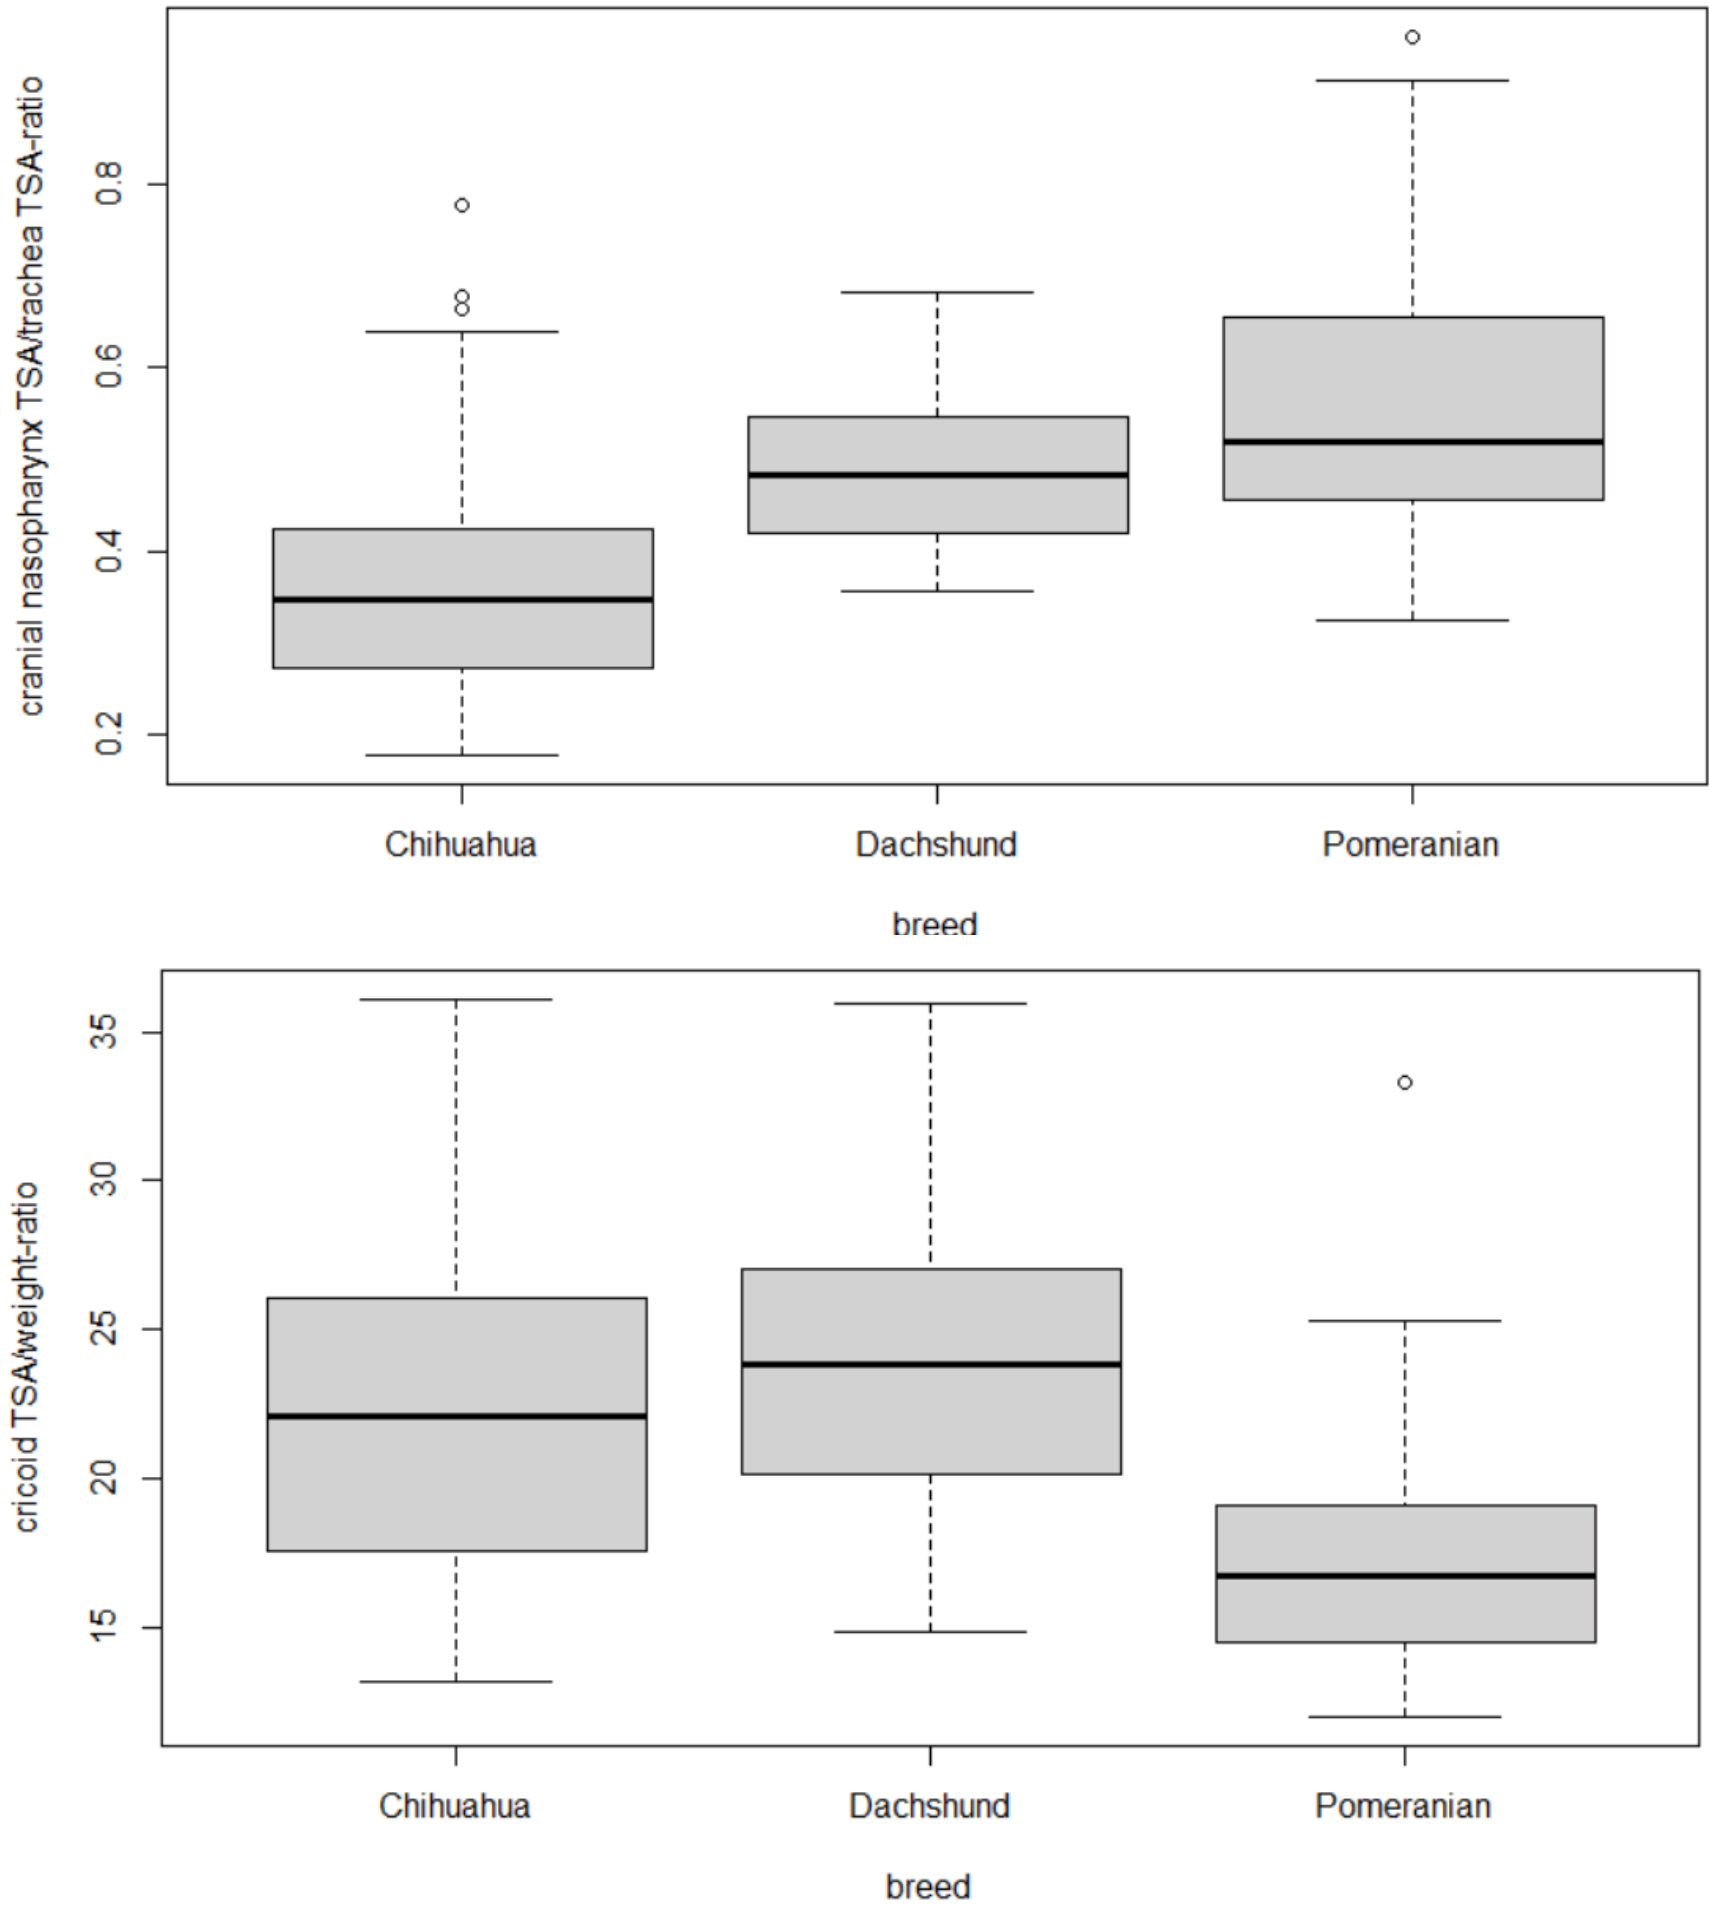 cranial nasopharynx TSA/trachea TSA-ratio
0.8
0.6
0.4
0.2
Chihuahua Dachshund Pomeranian
breed
cricoid TSA/weight-ratio
35
30
25
20
15
Chihuahua Dachshund Pomeranian
breed